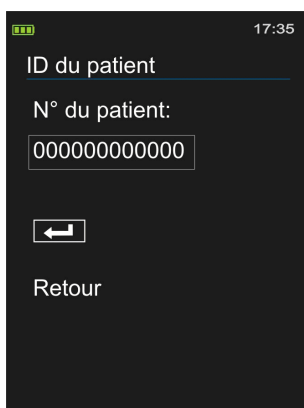 17:35
ID du patient
N° du patient:
000000000000
Retour